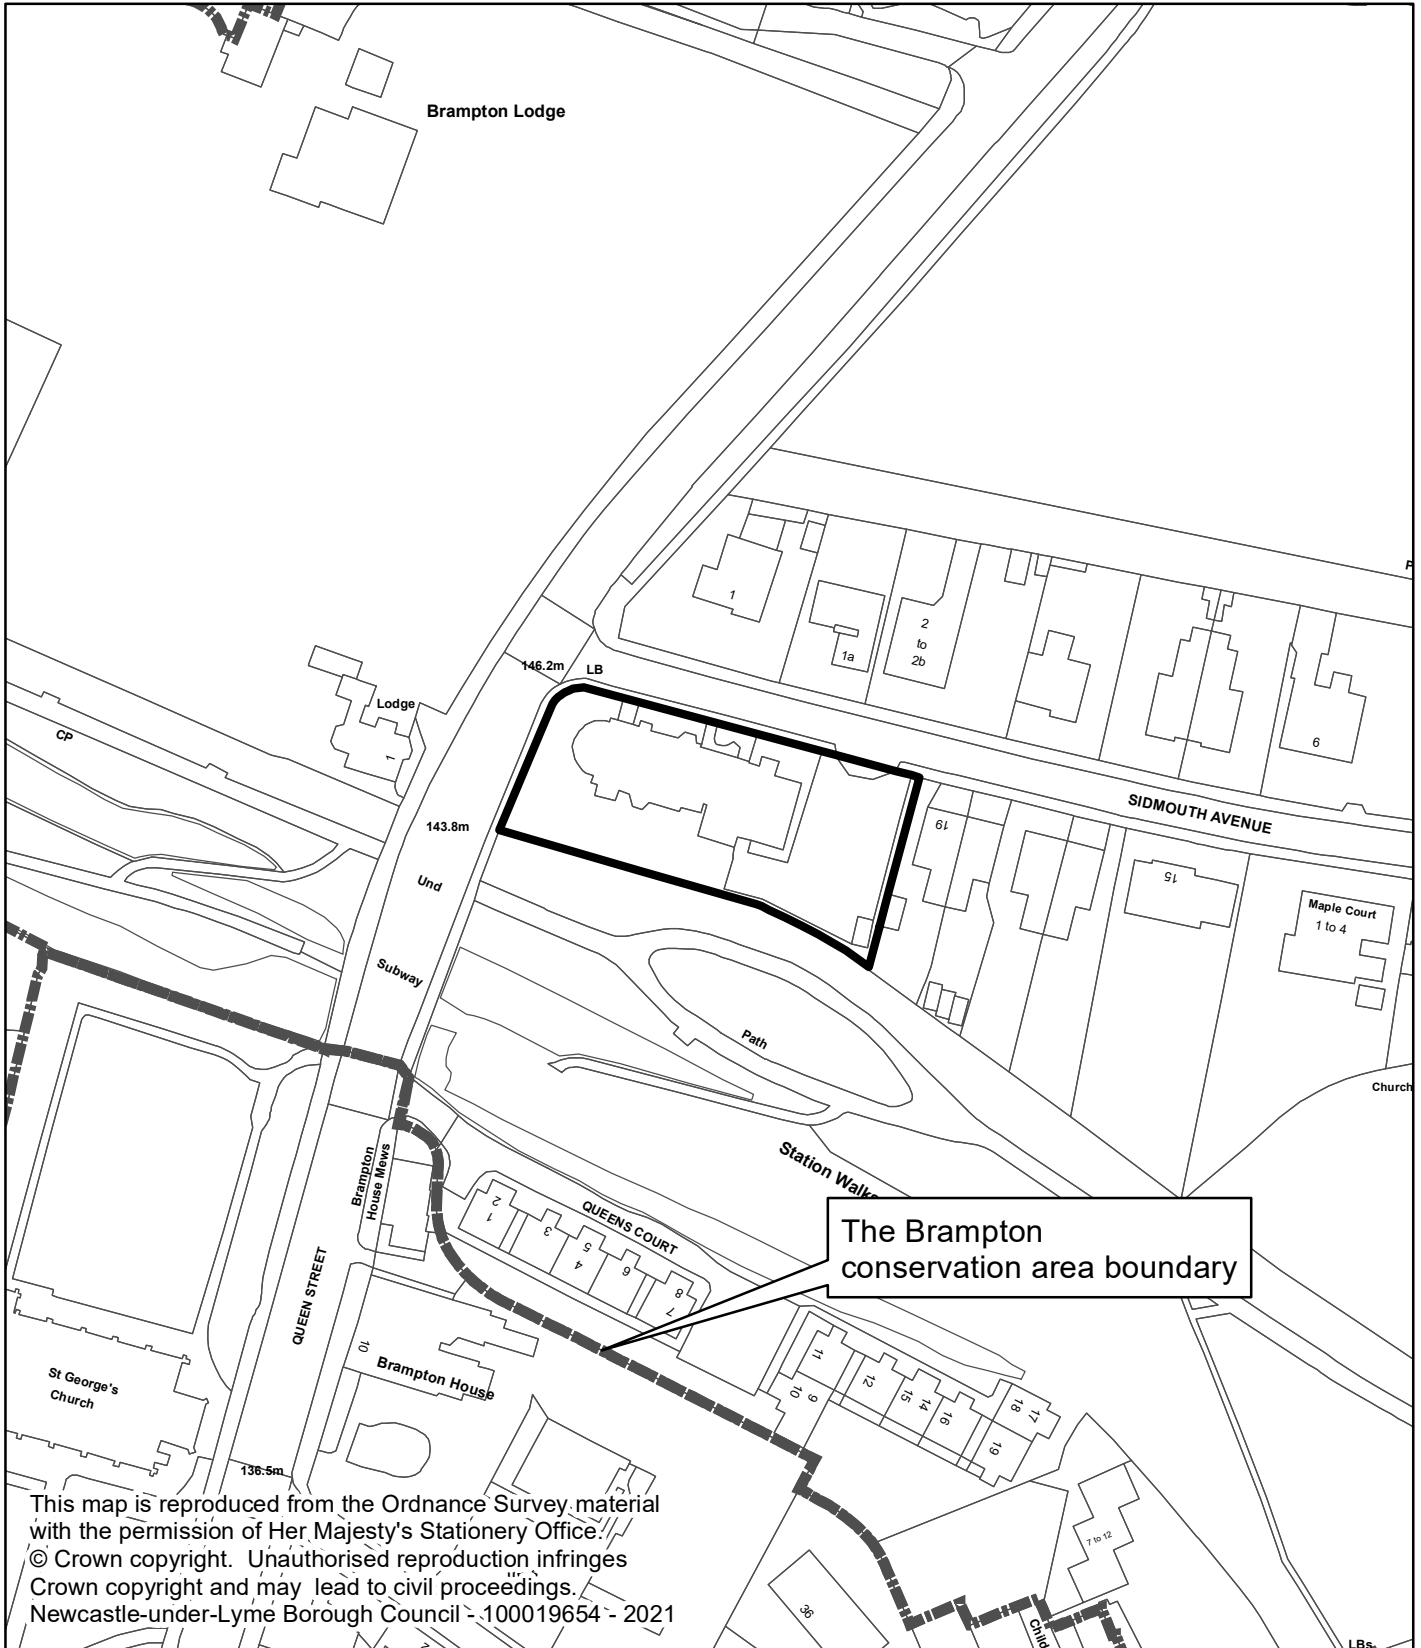 Brampton Lodge
1
1a
2
to
2b
6
P
146.2m
LB
Lodge
1
CP
SIDMOUTH AVENUE
143.8m
19
15
Und
Maple Court
1 to 4
Subway
Path
Church
Station Walks
Brampton
House Mews
QUEENS COURT
2
1
3
5
4
6
8
7
The Brampton
conservation area boundary
QUEEN STREET
10
Brampton House
St George's
Church
11
10
9
12
15
14
16
18
17
19
136.5m
7 to 12
36
Child
LBs
This map is reproduced from the Ordnance Survey material
with the permission of Her Majesty's Stationery Office.
© Crown copyright. Unauthorised reproduction infringes
Crown copyright and may lead to civil proceedings.
Newcastle-under-Lyme Borough Council - 100019654 - 2021